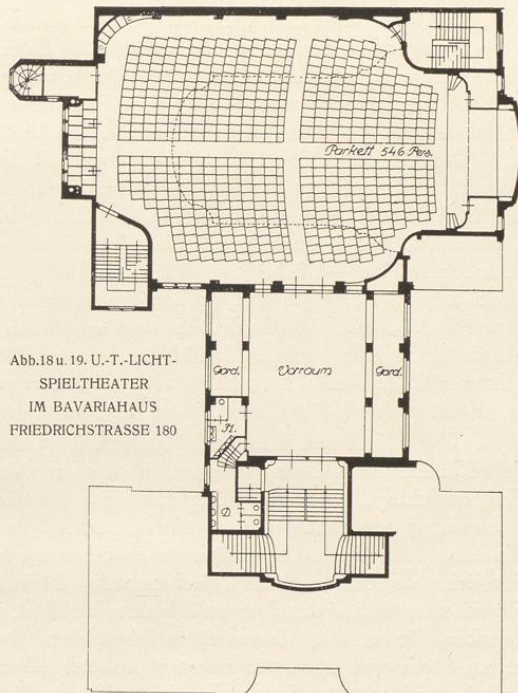 Parkett 546 Pers.
Gard.
Vorraum
Gard.
H.
D.
Abb.18 u. 19. U.-T.-LICHT-
SPIELTHEATER
IM BAVARIAHAUS
FRIEDRICHSTRASSE 180